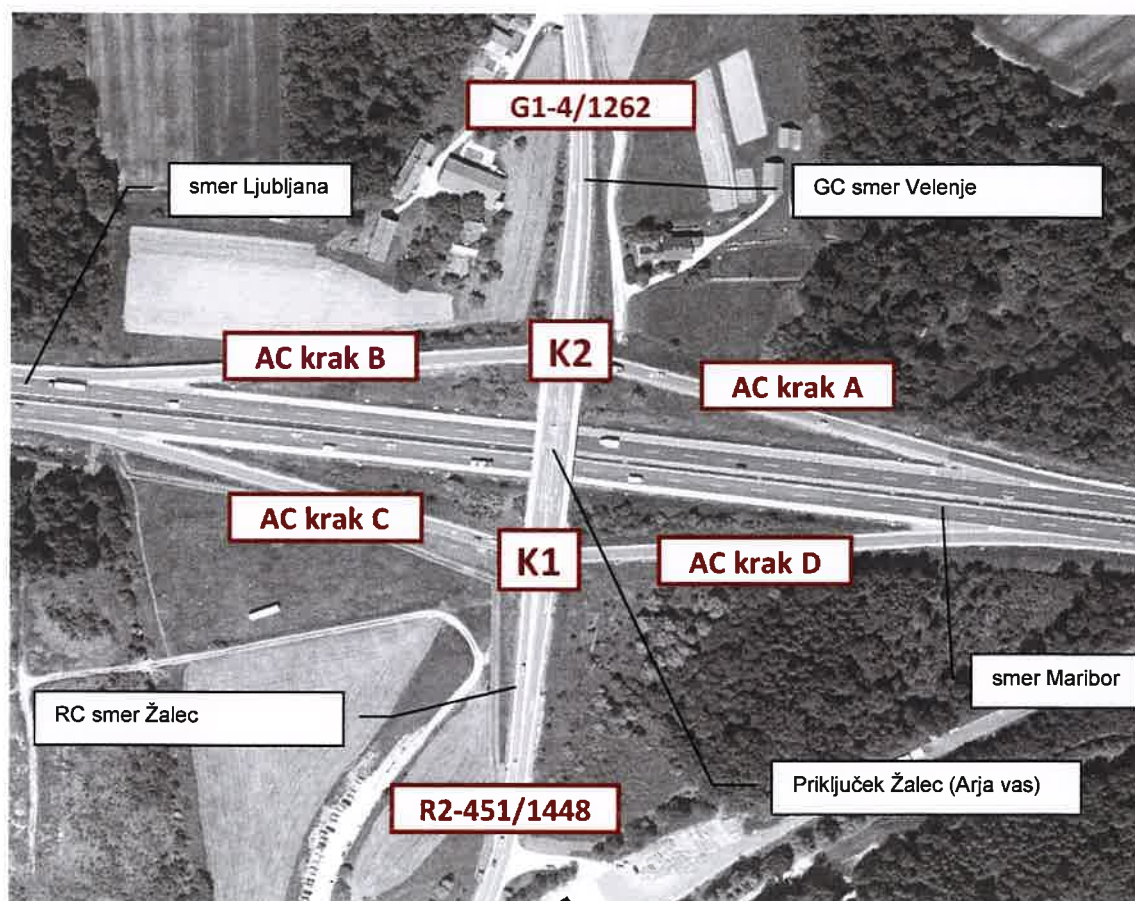 G1-4/1262
smer Ljubljana
GC smer Velenje
AC krak B
K2
AC krak A
AC krak C
K1
AC krak D
smer Maribor
RC smer Žalec
Priključek Žalec (Arja vas)
R2-451/1448